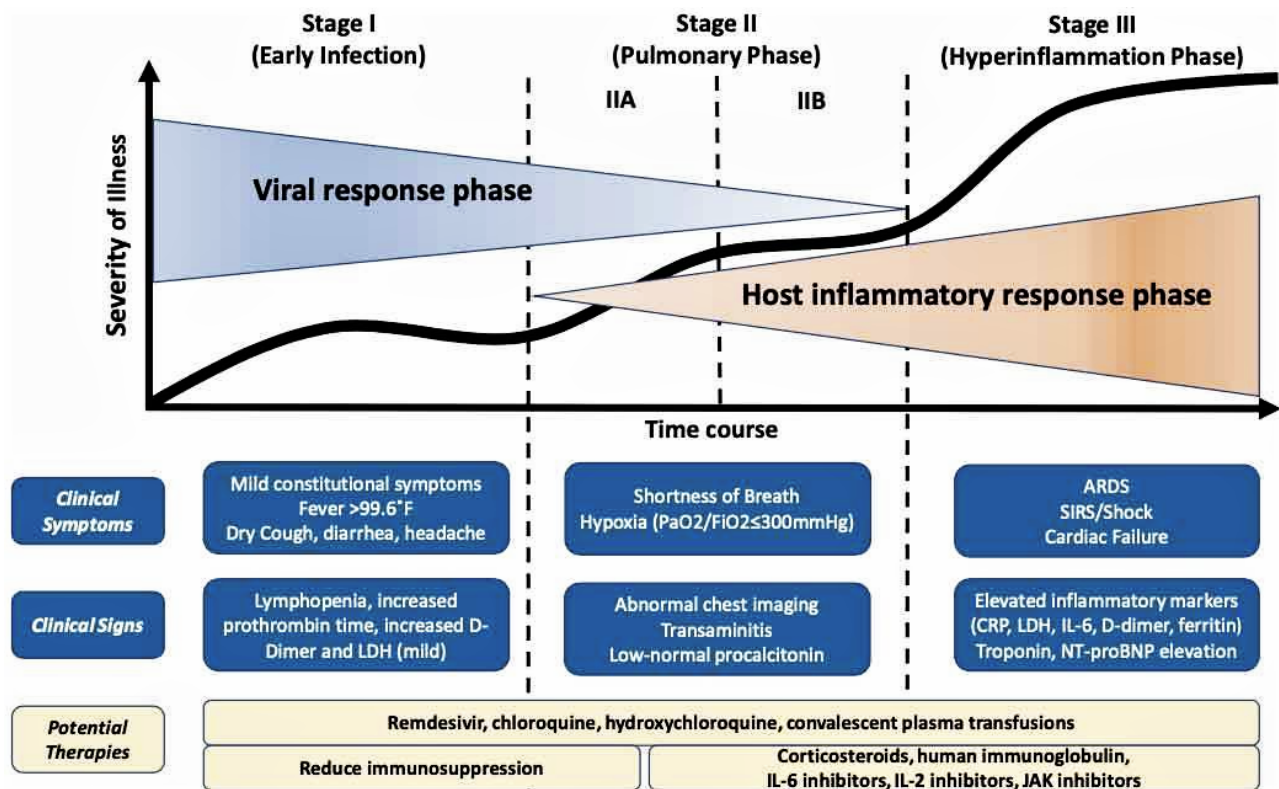 Stage I
(Early Infection)
Stage II
(Pulmonary Phase)
Stage III
(Hyperinflammation Phase)
IIA
IIB
Severity of Illness
Viral response phase
Host inflammatory response phase
Time course
Clinical
Symptoms
Mild constitutional symptoms
Fever >99.6°F
Dry Cough, diarrhea, headache
Shortness of Breath
Hypoxia (PaO2/FiO2≤300mmHg)
ARDS
SIRS/Shock
Cardiac Failure
Clinical Signs
Lymphopenia, increased
prothrombin time, increased D-
Dimer and LDH (mild)
Abnormal chest imaging
Transaminitis
Low-normal procalcitonin
Elevated inflammatory markers
(CRP, LDH, IL-6, D-dimer, ferritin)
Troponin, NT-proBNP elevation
Potential
Therapies
Remdesivir, chloroquine, hydroxychloroquine, convalescent plasma transfusions
Reduce immunosuppression
Corticosteroids, human immunoglobulin,
IL-6 inhibitors, IL-2 inhibitors, JAK inhibitors